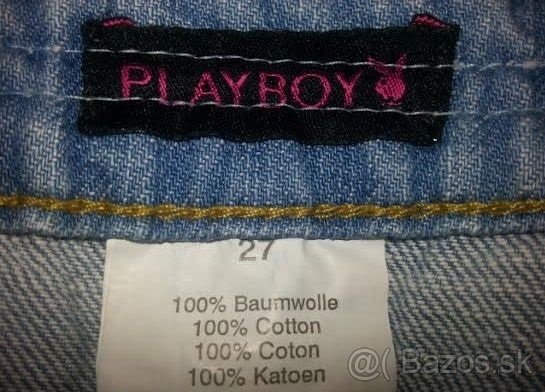 PLAYBOY
27
100% Baumwolle
100% Cotton
100% Coton
100% Katoen
@( Bazos.sk